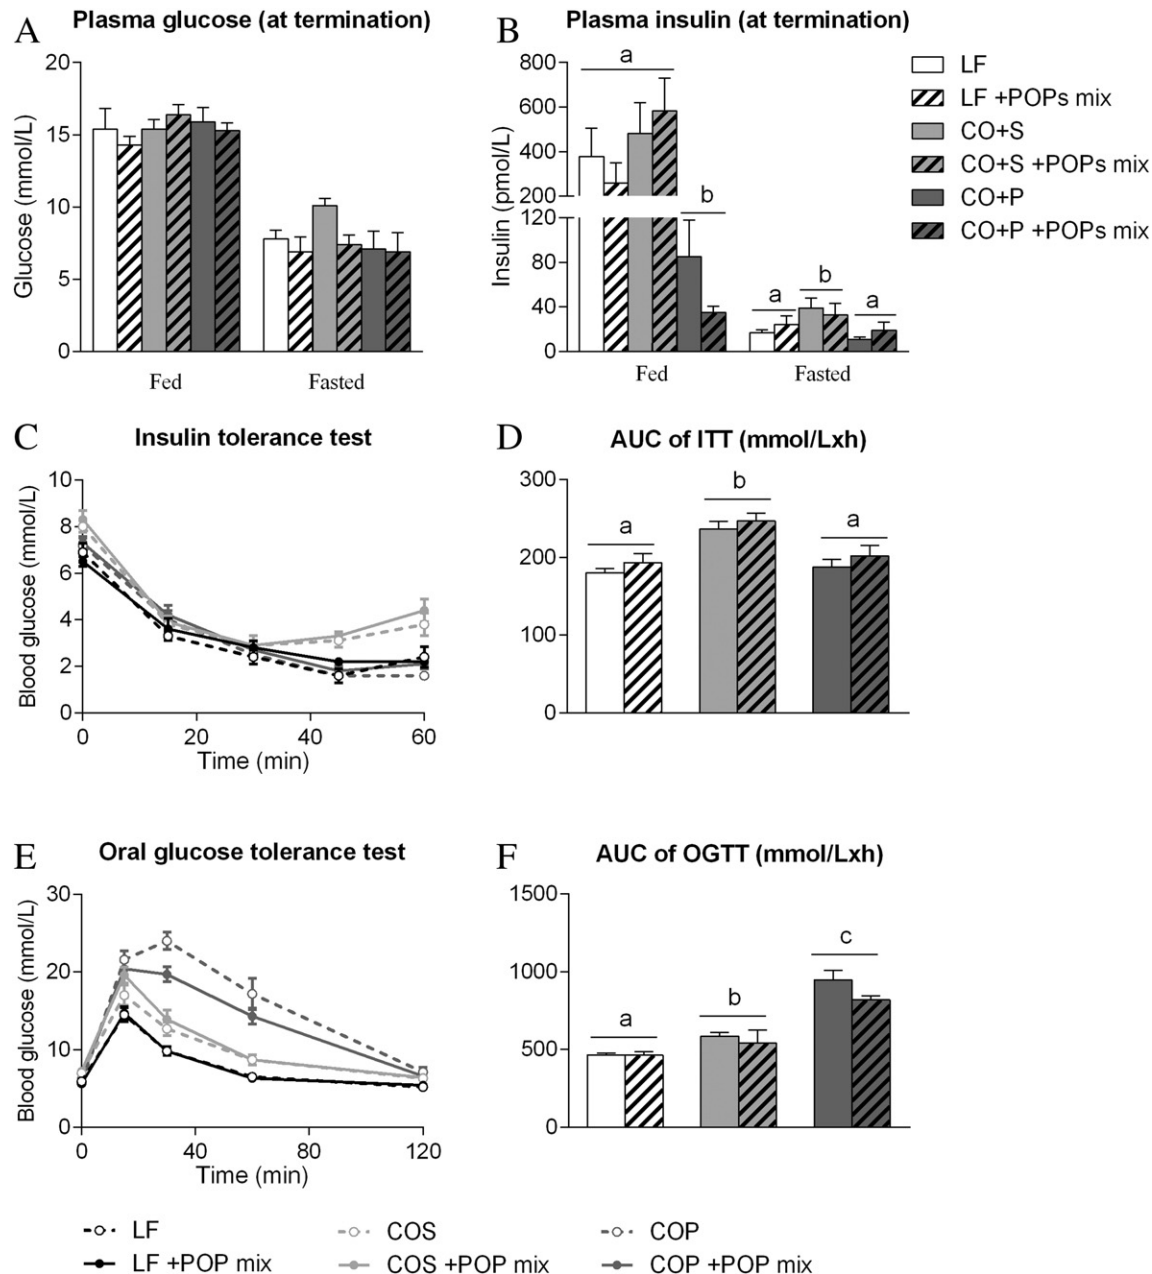 A
Plasma glucose (at termination)
Glucose (mmol/L)
20
15
10
5
0
Fed
Fasted
B
Plasma insulin (at termination)
Insulin (pmol/L)
800
600
400
200
120
80
40
0
a
b
a
b
a
Fed
Fasted
LF
LF +POPs mix
CO+S
CO+S +POPs mix
CO+P
CO+P +POPs mix
C
Insulin tolerance test
Blood glucose (mmol/L)
10
8
6
4
2
0
0
20
40
60
Time (min)
D
AUC of ITT (mmol/Lxh)
300
200
100
0
a
b
a
E
Oral glucose tolerance test
Blood glucose (mmol/L)
30
20
10
0
0
40
80
120
Time (min)
F
AUC of OGTT (mmol/Lxh)
1500
1000
500
0
a
b
c
LF
COS
COP
LF +POP mix
COS +POP mix
COP +POP mix